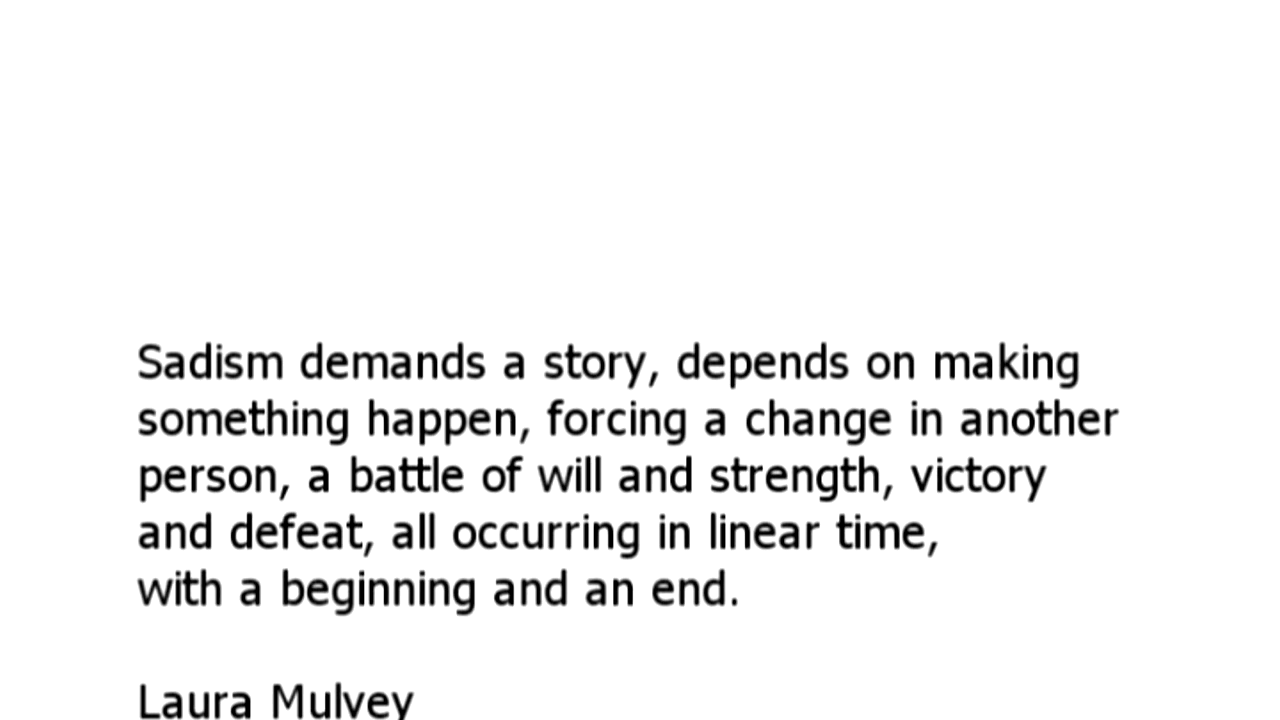 Sadism demands a story, depends on making
something happen, forcing a change in another
person, a battle of will and strength, victory
and defeat, all occurring in linear time,
with a beginning and an end.
Laura Mulvey